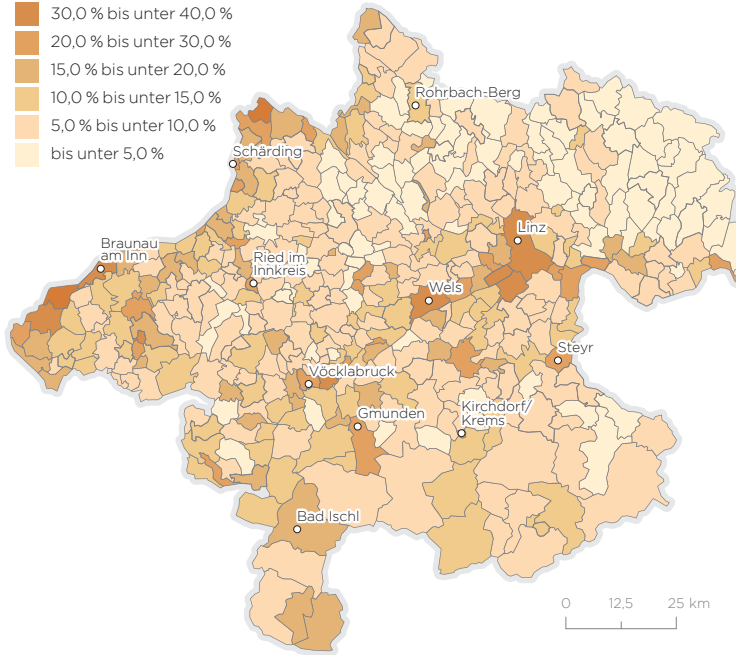 30,0 % bis unter 40,0 %
20,0 % bis unter 30,0 %
15,0 % bis unter 20,0 %
10,0 % bis unter 15,0 %
5,0 % bis unter 10,0 %
bis unter 5,0 %
Rohrbach-Berg
Schärding
Linz
Braunau
am Inn
Ried im
Innkreis
Wels
Steyr
Vöcklabruck
Gmunden
Kirchdorf/
Krems
Bad Ischl
0 12,5 25 km